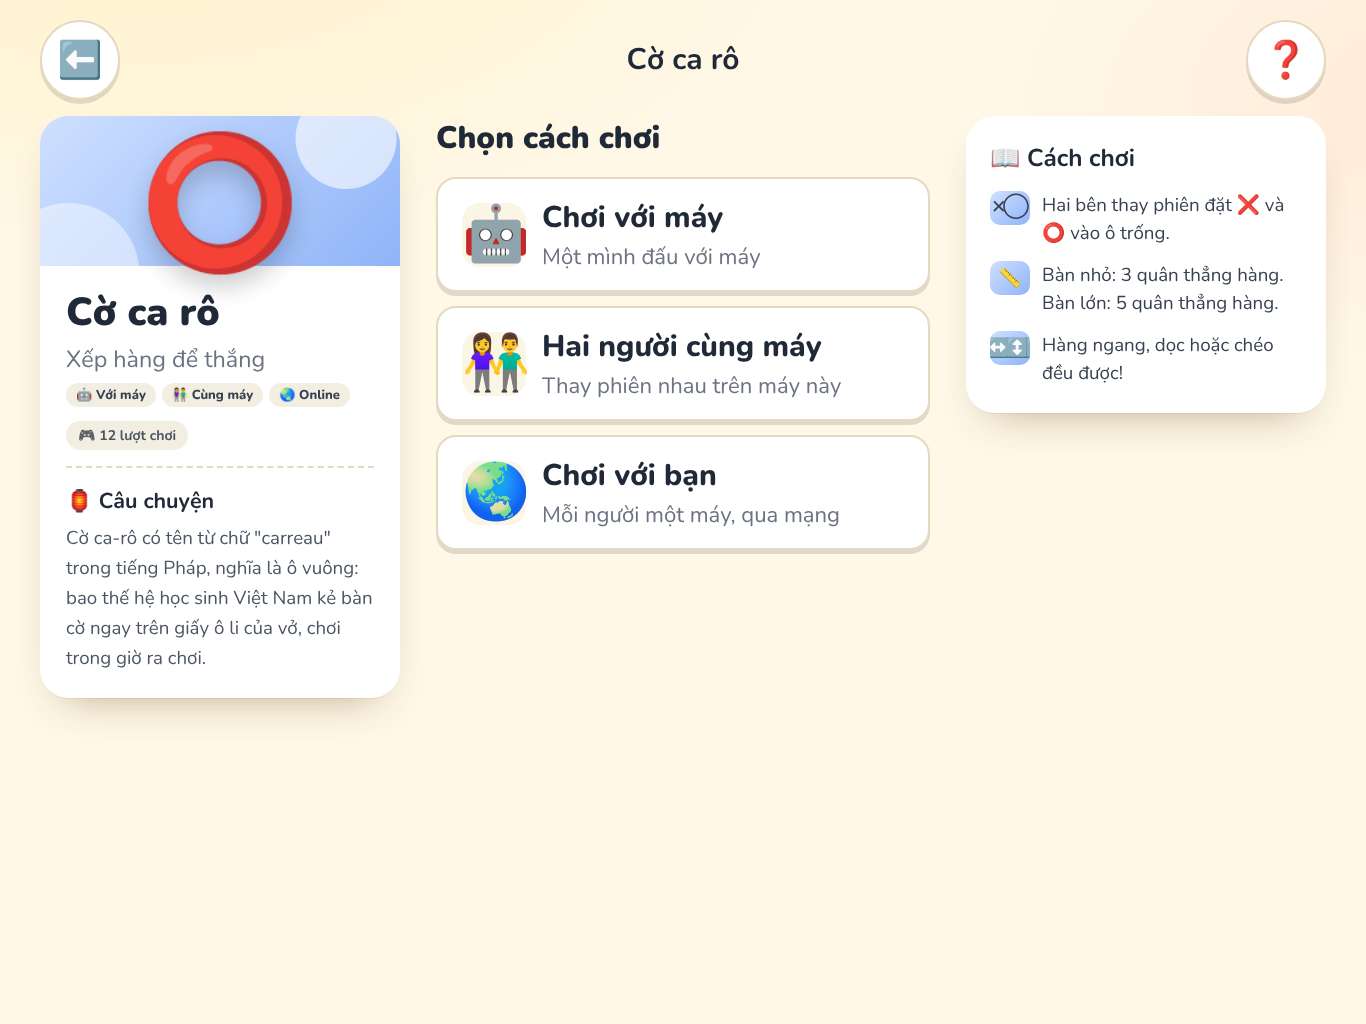 Cờ ca rô
Cờ ca rô
Xếp hàng để thắng
Với máy
Cùng máy
Online
12 lượt chơi
Câu chuyện
Cờ ca-rô có tên từ chữ "carreau"
trong tiếng Pháp, nghĩa là ô vuông:
bao thế hệ học sinh Việt Nam kẻ bàn
cờ ngay trên giấy ô li của vở, chơi
trong giờ ra chơi.
Chọn cách chơi
Chơi với máy
Một mình đấu với máy
Hai người cùng máy
Thay phiên nhau trên máy này
Chơi với bạn
Mỗi người một máy, qua mạng
Cách chơi
Hai bên thay phiên đặt ❌ và
⭕ vào ô trống.
Bàn nhỏ: 3 quân thẳng hàng.
Bàn lớn: 5 quân thẳng hàng.
Hàng ngang, dọc hoặc chéo
đều được!